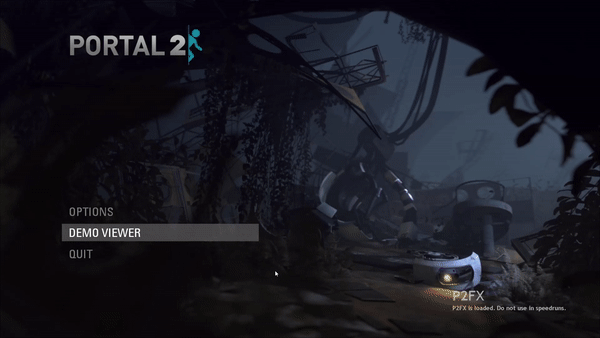 PORTAL 2
OPTIONS
DEMO VIEWER
QUIT
P2FX
P2FX is loaded. Do not use in speedruns.